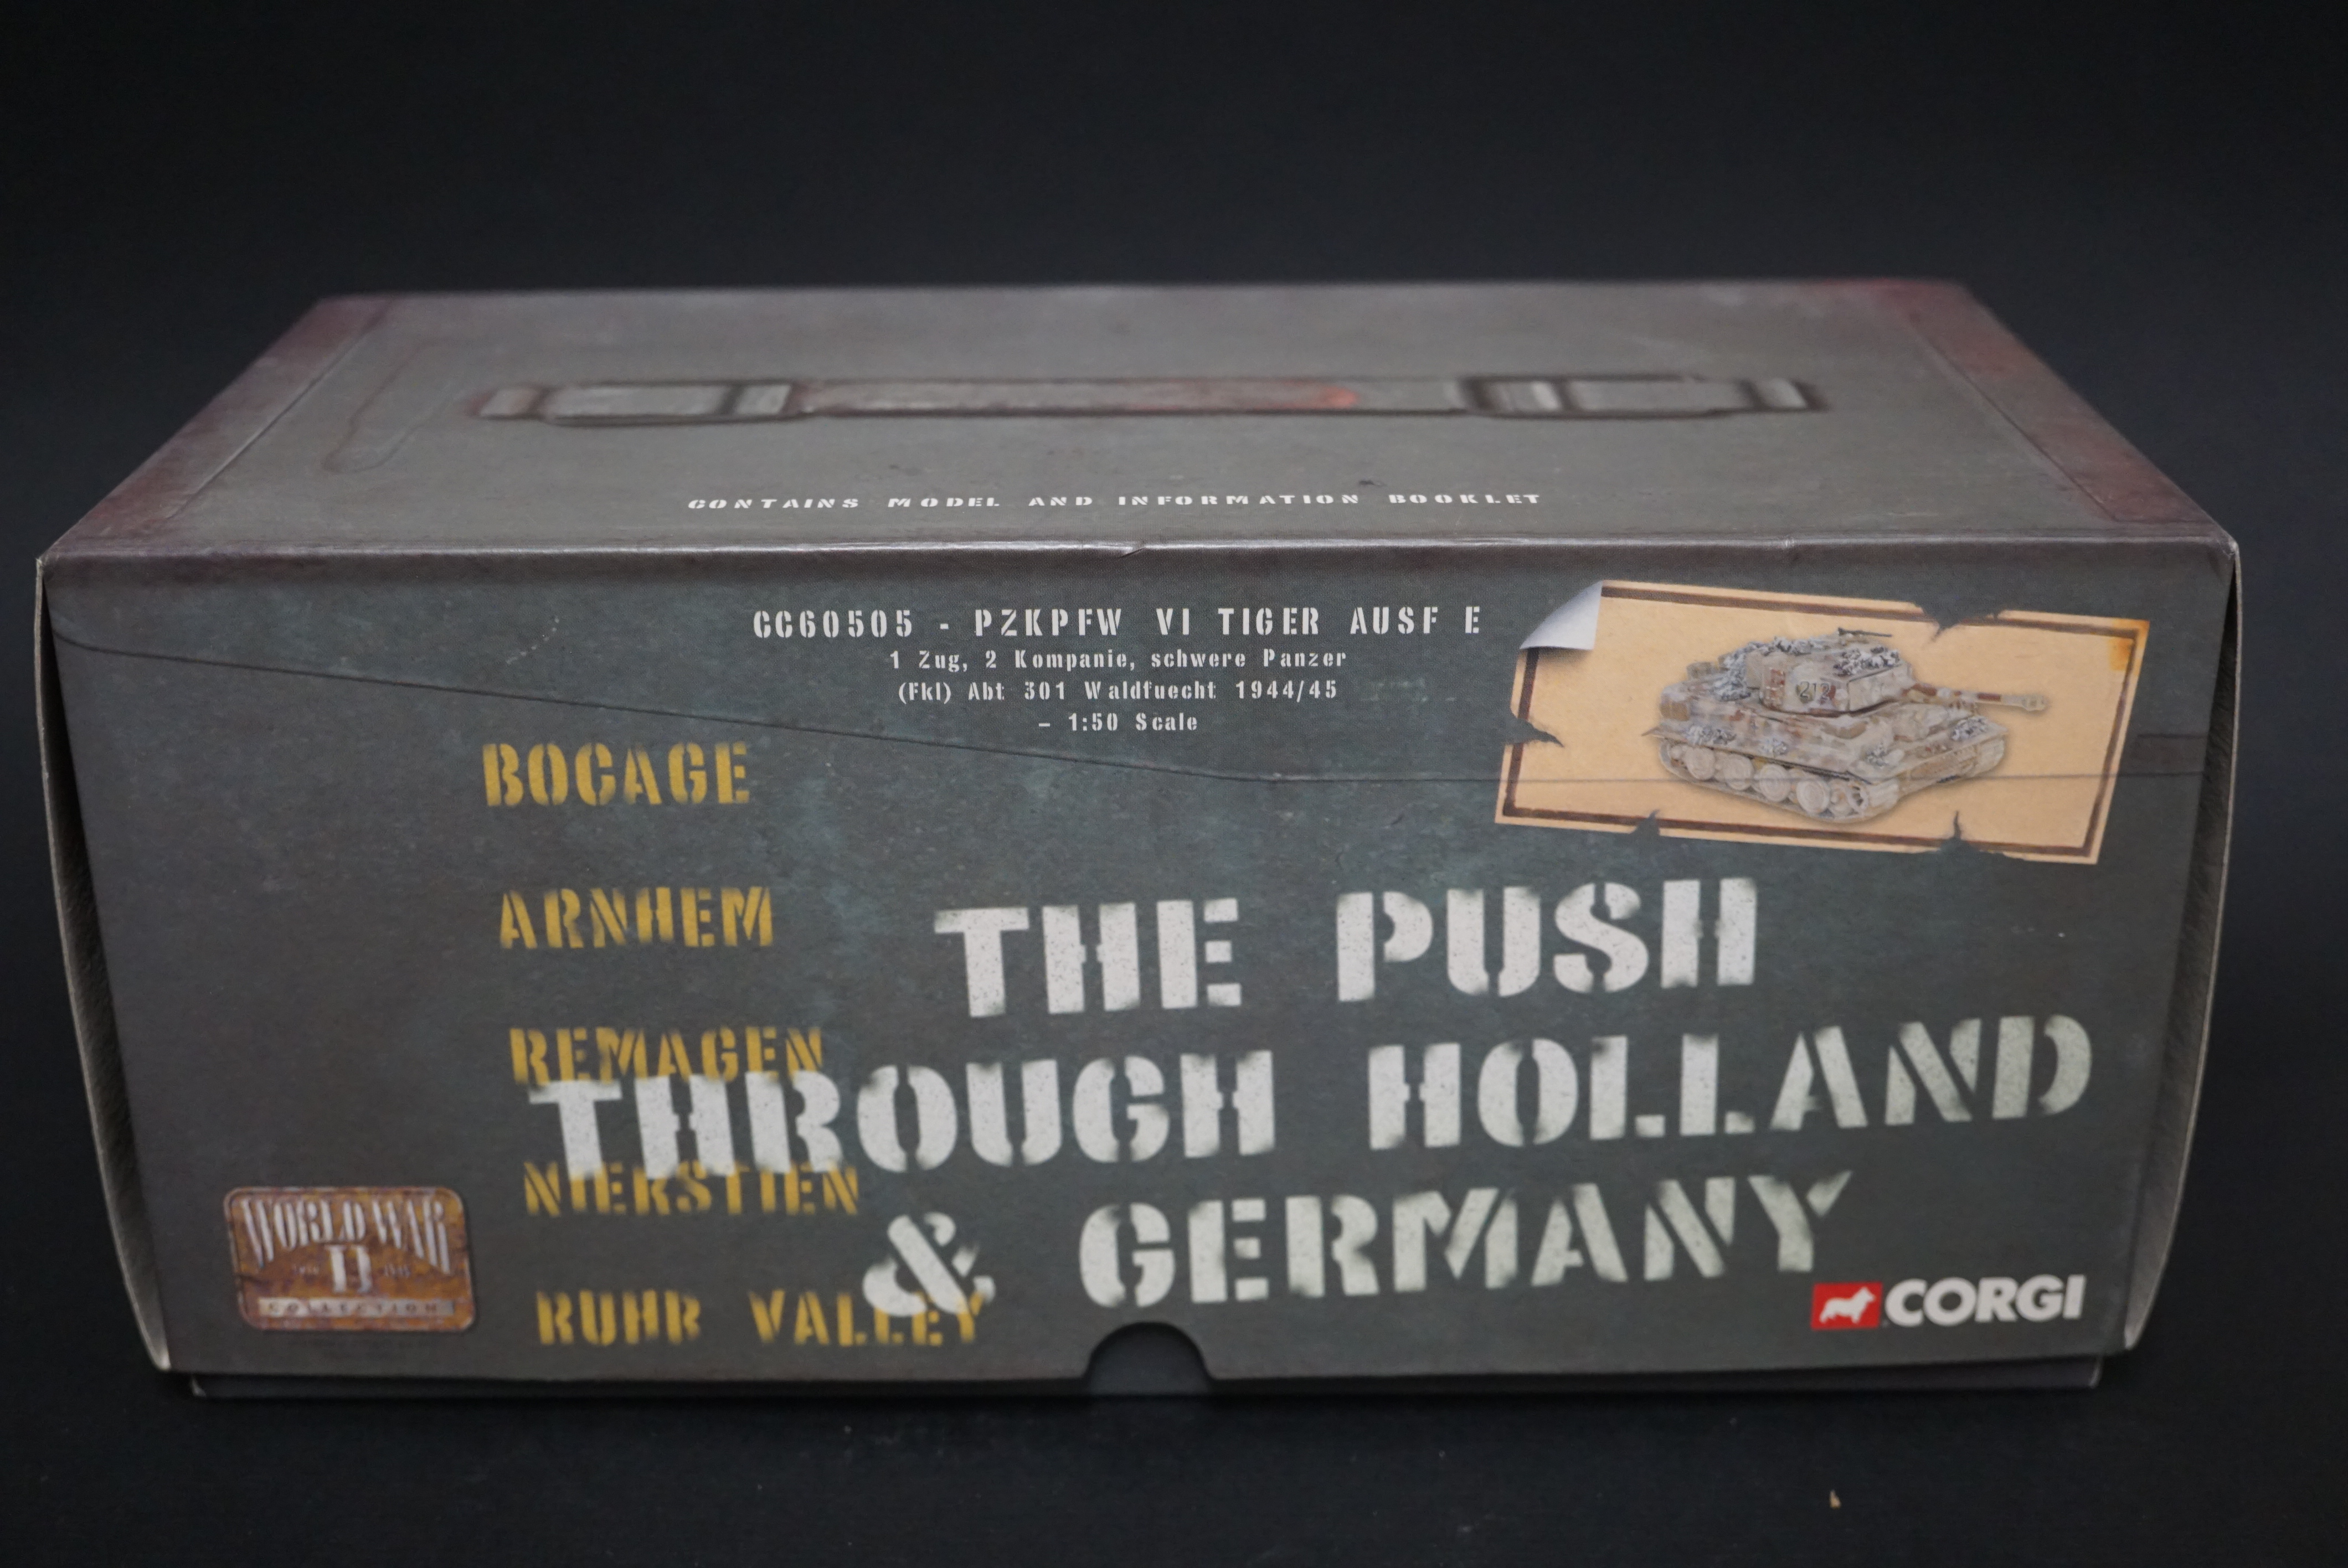 CONTAINS MODEL AND INFORMATION BOOKLET
CC60505 - PZKPFW VI TIGER AUSF E
1 Zug, 2 Kompanie, schwere Panzer
(Fkl) Abt 301 Waldfuecht 1944/45
– 1:50 Scale
212
BOCAGE
ARNHEM
REMAGEN
NIERSTIEN
RUHR VALLEY
THE PUSH
THROUGH HOLLAND
& GERMANY
WORLD WAR
II
COLLECTION
CORGI